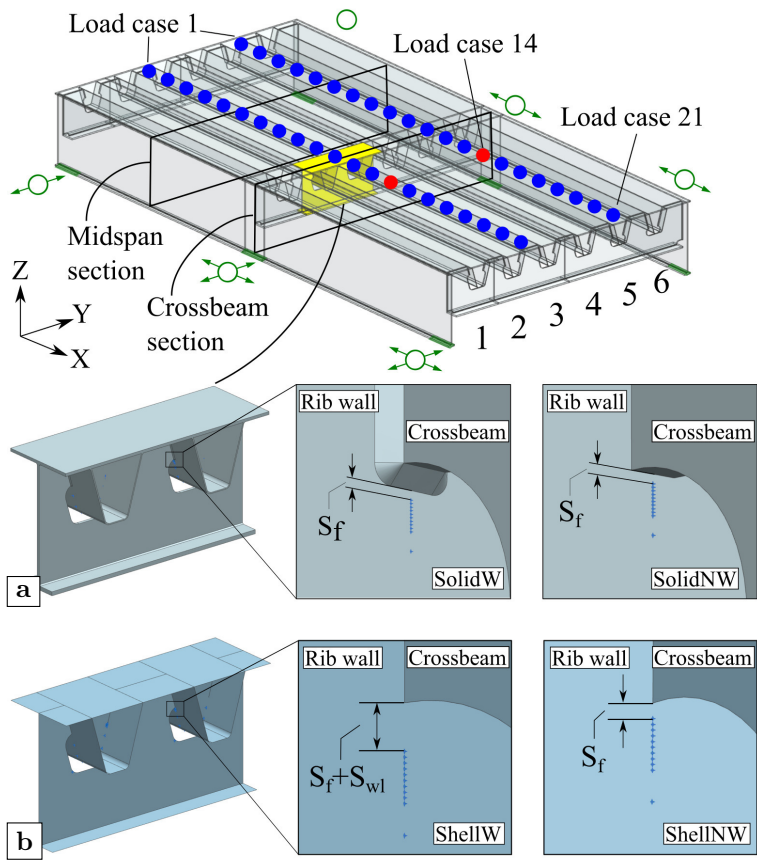 Load case 1
Load case 14
Load case 21
Midspan
section
Crossbeam
section
Z
Y
X
1
2
3
4
5
6
Rib wall
Crossbeam
Sf
SolidW
Rib wall
Crossbeam
Sf
SolidNW
a
Rib wall
Crossbeam
Sf+Swl
ShellW
Rib wall
Crossbeam
Sf
ShellNW
b